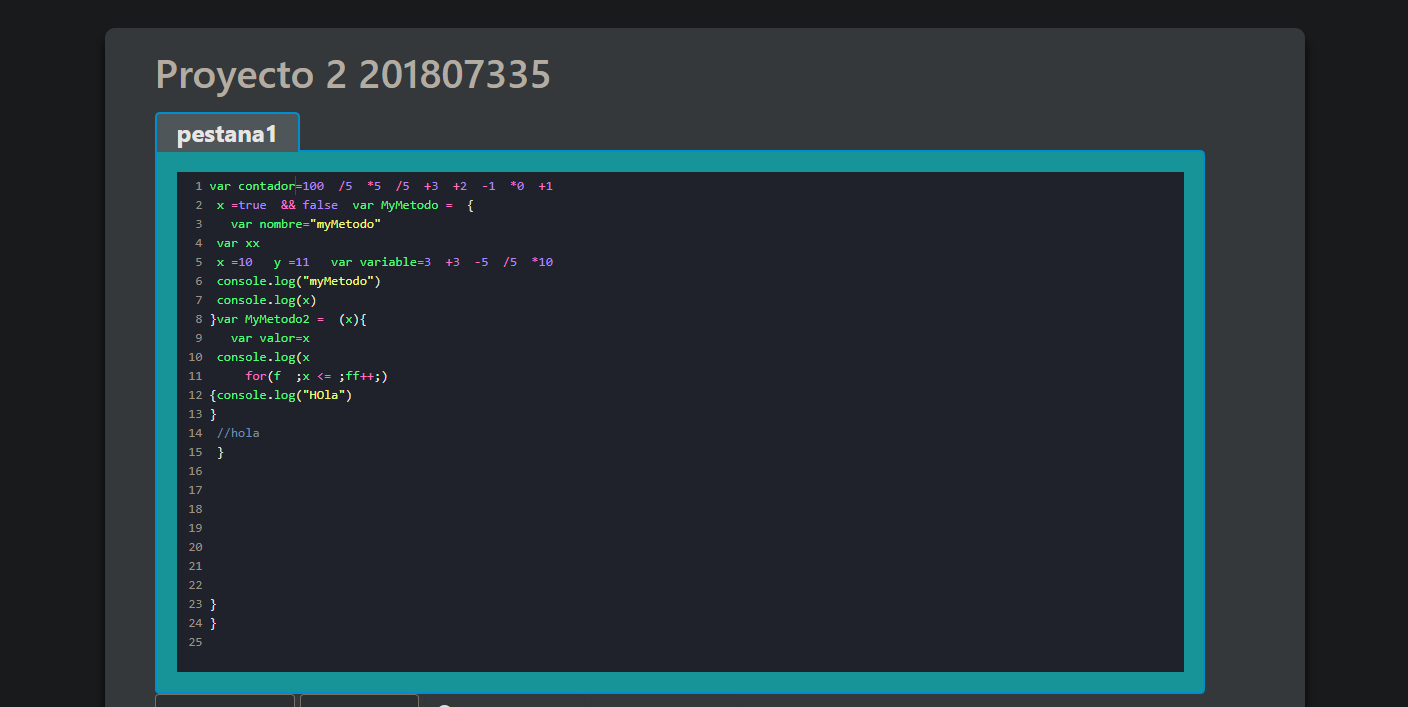 Proyecto 2 201807335
pestana1
1 var contador=100  /5  *5  /5  +3  +2  -1  *0  +1
2  x =true  && false  var MyMetodo =  {
3    var nombre="myMetodo"
4  var xx
5  x =10   y =11   var variable=3  +3  -5  /5  *10
6  console.log("myMetodo")
7  console.log(x)
8 }var MyMetodo2 =  (x){
9    var valor=x
10  console.log(x
11      for(f  ;x <= ;ff++;)
12 {console.log("HOla")
13 }
14  //hola
15  }
16
17
18
19
20
21
22
23 }
24 }
25